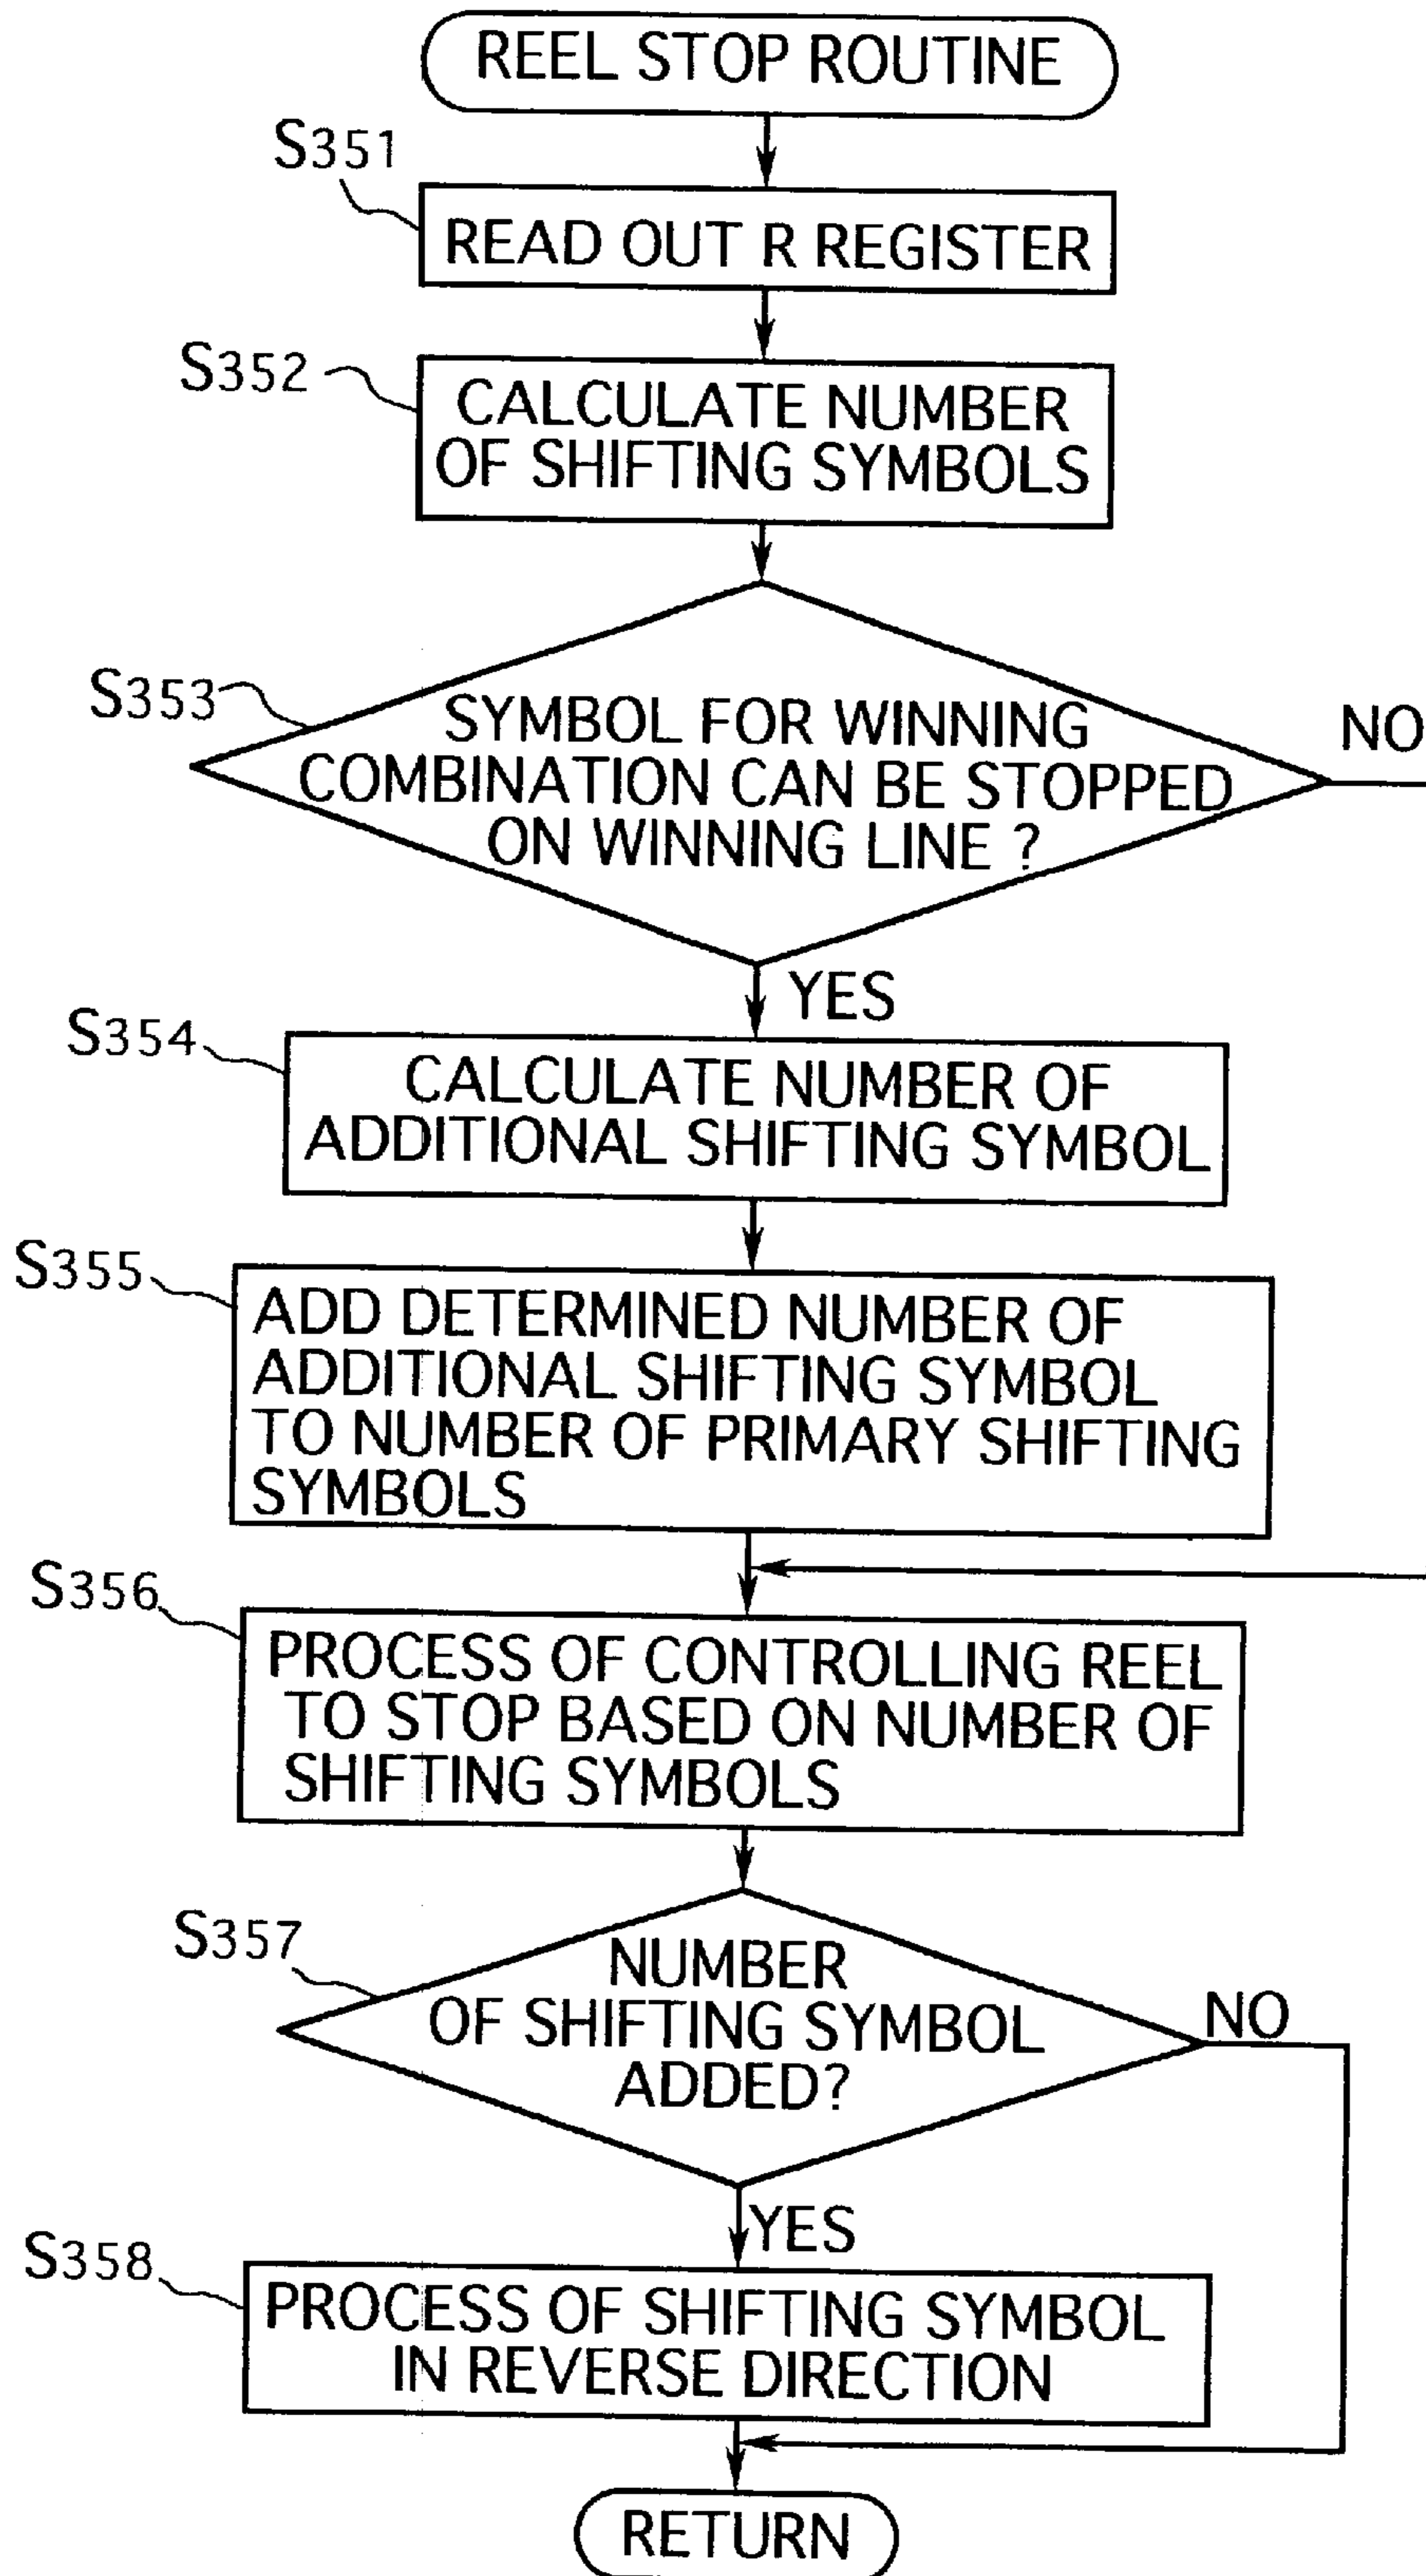 REEL STOP ROUTINE
S351
READ OUT R REGISTER
S352
CALCULATE NUMBER
OF SHIFTING SYMBOLS
S353
SYMBOL FOR WINNING
COMBINATION CAN BE STOPPED
ON WINNING LINE ?
NO
YES
S354
CALCULATE NUMBER OF
ADDITIONAL SHIFTING SYMBOL
S355
ADD DETERMINED NUMBER OF
ADDITIONAL SHIFTING SYMBOL
TO NUMBER OF PRIMARY SHIFTING
SYMBOLS
S356
PROCESS OF CONTROLLING REEL
TO STOP BASED ON NUMBER OF
SHIFTING SYMBOLS
S357
NUMBER
OF SHIFTING SYMBOL
ADDED?
NO
YES
S358
PROCESS OF SHIFTING SYMBOL
IN REVERSE DIRECTION
RETURN